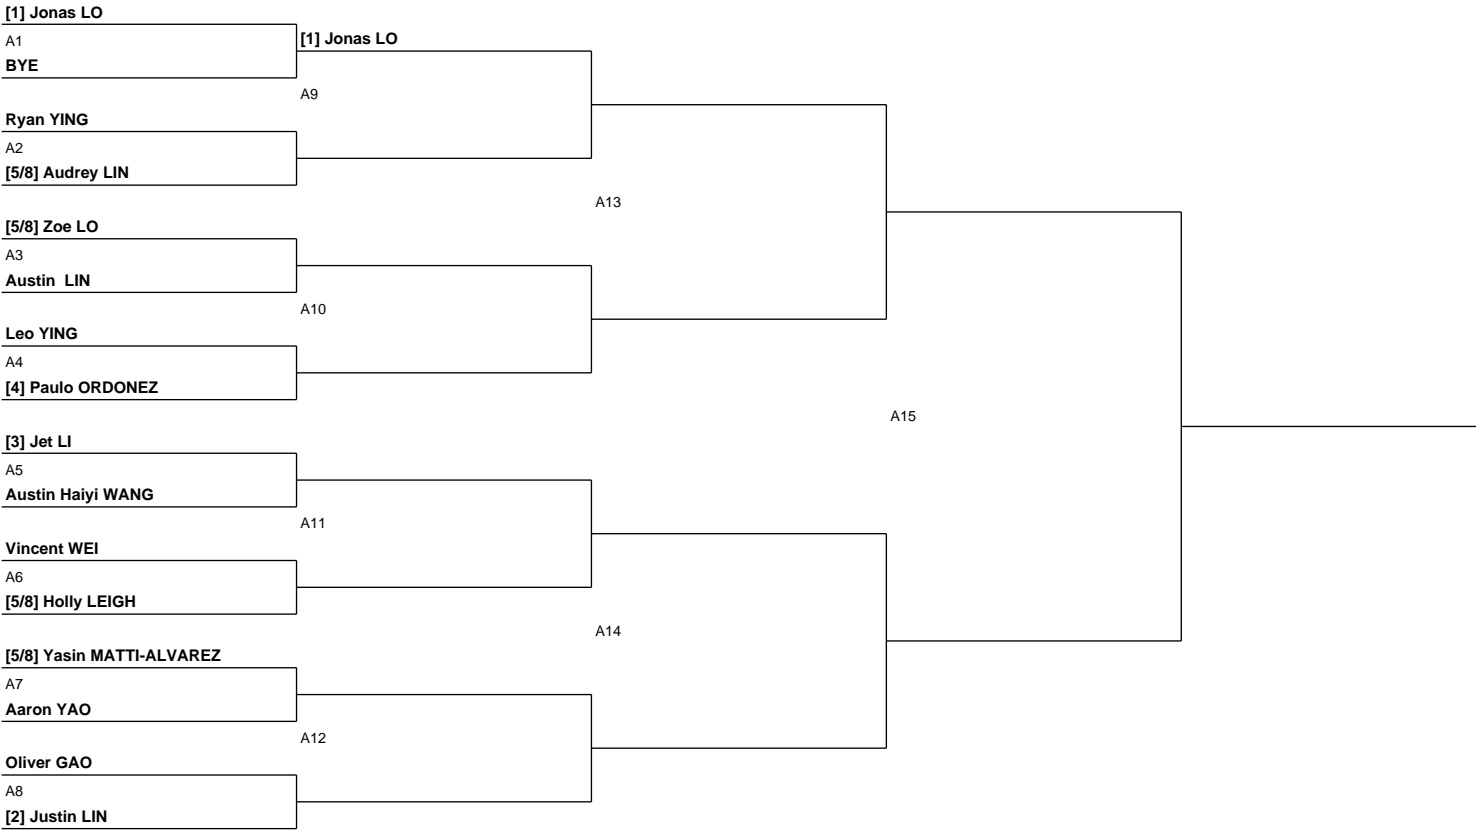 [1] Jonas LO
A1
BYE
[1] Jonas LO
A9
Ryan YING
A2
[5/8] Audrey LIN
A13
[5/8] Zoe LO
A3
Austin  LIN
A10
Leo YING
A4
[4] Paulo ORDONEZ
A15
[3] Jet LI
A5
Austin Haiyi WANG
A11
Vincent WEI
A6
[5/8] Holly LEIGH
A14
[5/8] Yasin MATTI-ALVAREZ
A7
Aaron YAO
A12
Oliver GAO
A8
[2] Justin LIN